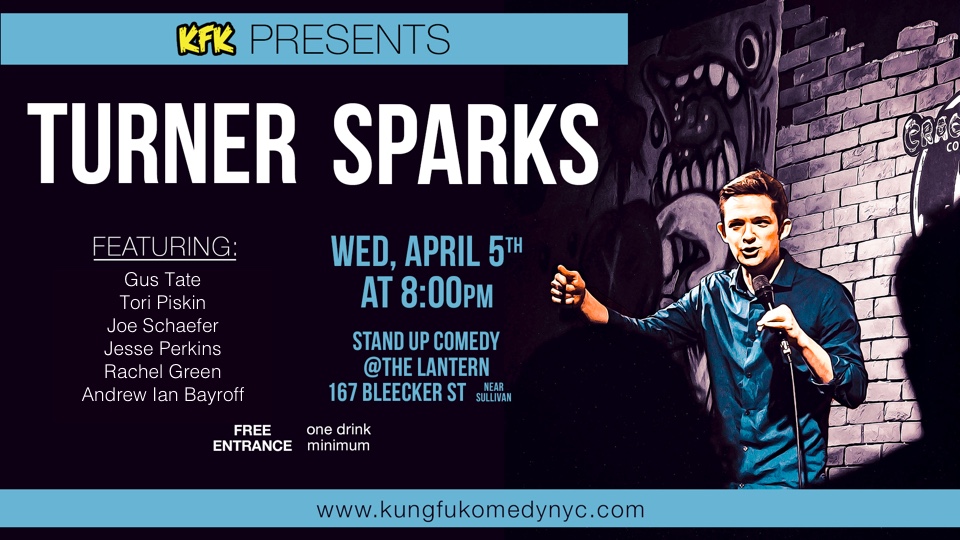 KFK PRESENTS
TURNER SPARKS
FEATURING:
Gus Tate
Tori Piskin
Joe Schaefer
Jesse Perkins
Rachel Green
Andrew Ian Bayroff
WED, APRIL 5TH
AT 8:00PM
STAND UP COMEDY
@THE LANTERN
167 BLEECKER ST NEAR SULLIVAN
FREE ENTRANCE
one drink minimum
www.kungfukomedynyc.com